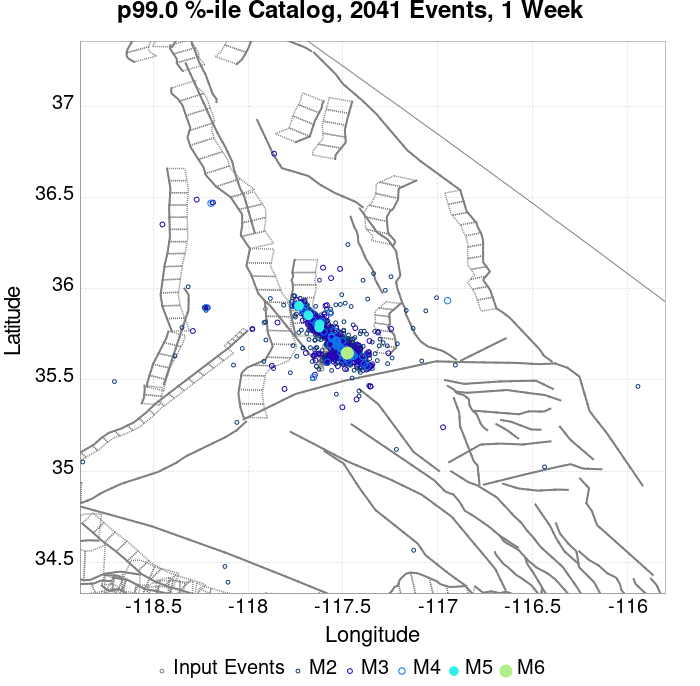 p99.0 %-ile Catalog, 2041 Events, 1 Week
37
36.5
36
35.5
35
34.5
Latitude
-118.5 -118 -117.5 -117 -116.5 -116
Longitude
Input Events M2 M3 M4 M5 M6